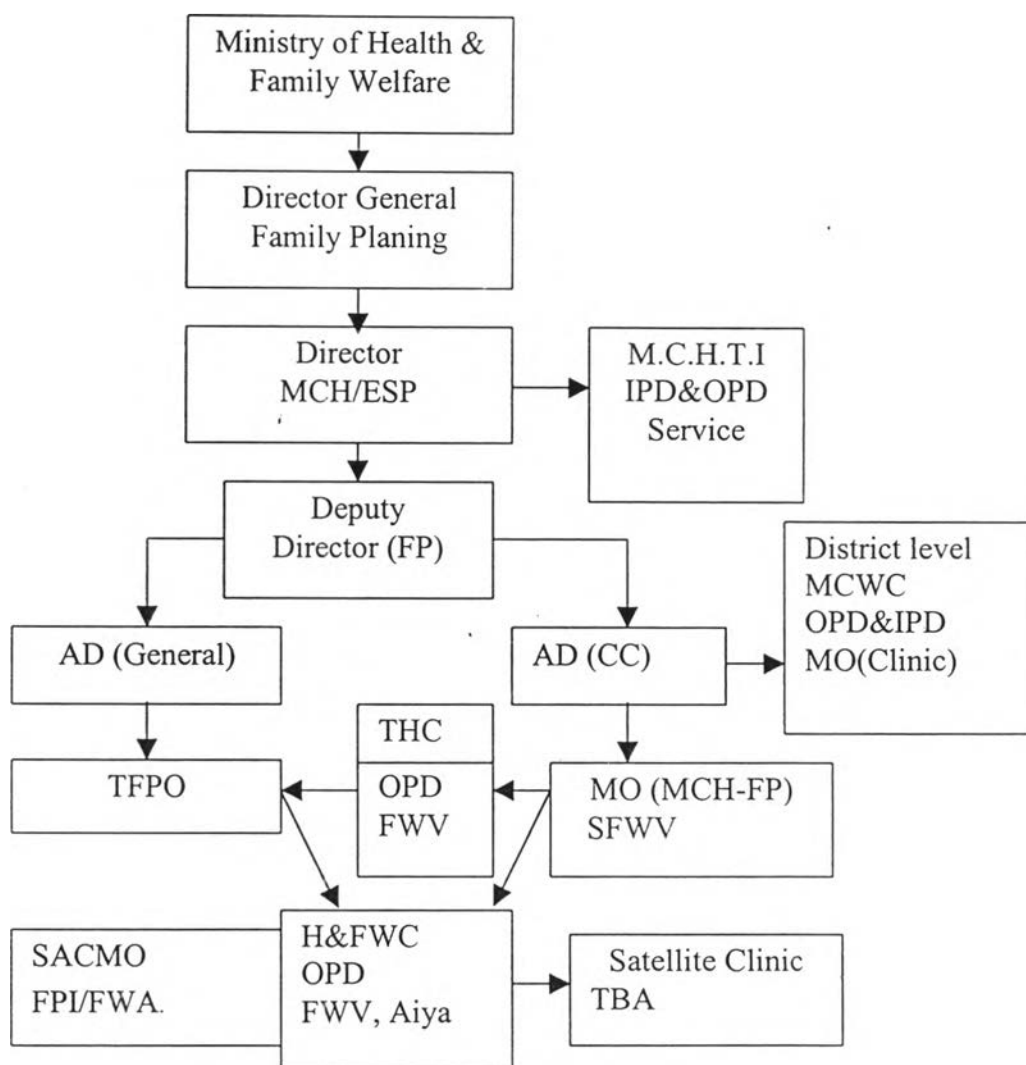 Ministry of Health &
Family Welfare
Director General
Family Planing
Director
MCH/ESP
M.C.H.T.I
IPD&OPD
Service
Deputy
Director (FP)
District level
MCWC
OPD&IPD
MO(Clinic)
AD (General)
AD (CC)
THC
TFPO
OPD
FWV
MO (MCH-FP)
SFWV
SACMO
FPI/FWA.
H&FWC
OPD
FWV, Aiya
Satellite Clinic
TBA